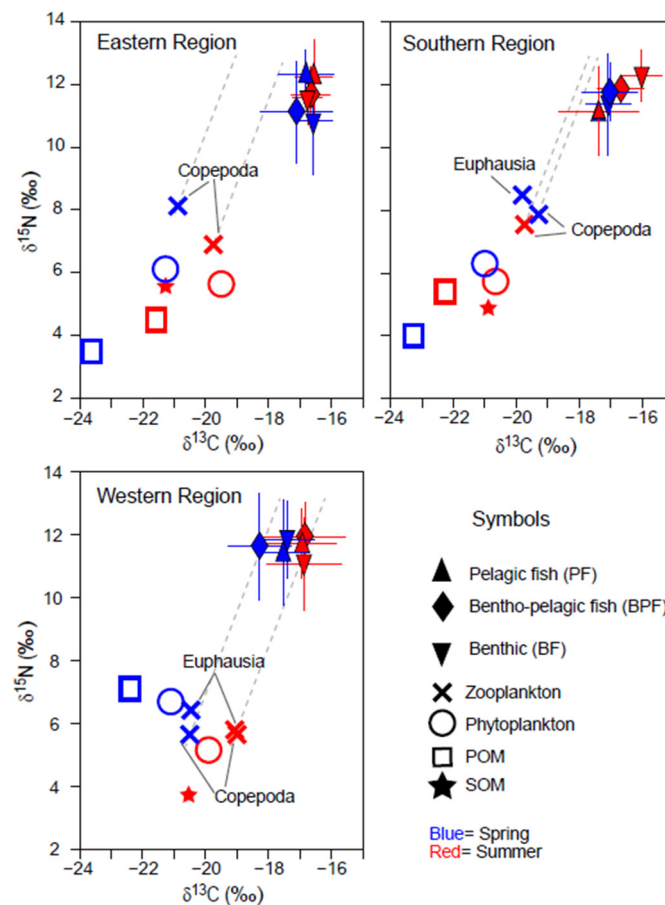 Eastern Region
14
12
10
8
6
4
2
δ15N (‰)
Copepoda
−24
−22
−20
−18
−16
δ13C (‰)
Southern Region
Euphausia
Copepoda
−24
−22
−20
−18
−16
δ13C (‰)
Western Region
14
12
10
8
6
4
2
δ15N (‰)
Euphausia
Copepoda
−24
−22
−20
−18
−16
δ13C (‰)
Symbols
Pelagic fish (PF)
Bentho-pelagic fish (BPF)
Benthic (BF)
Zooplankton
Phytoplankton
POM
SOM
Blue= Spring
Red= Summer